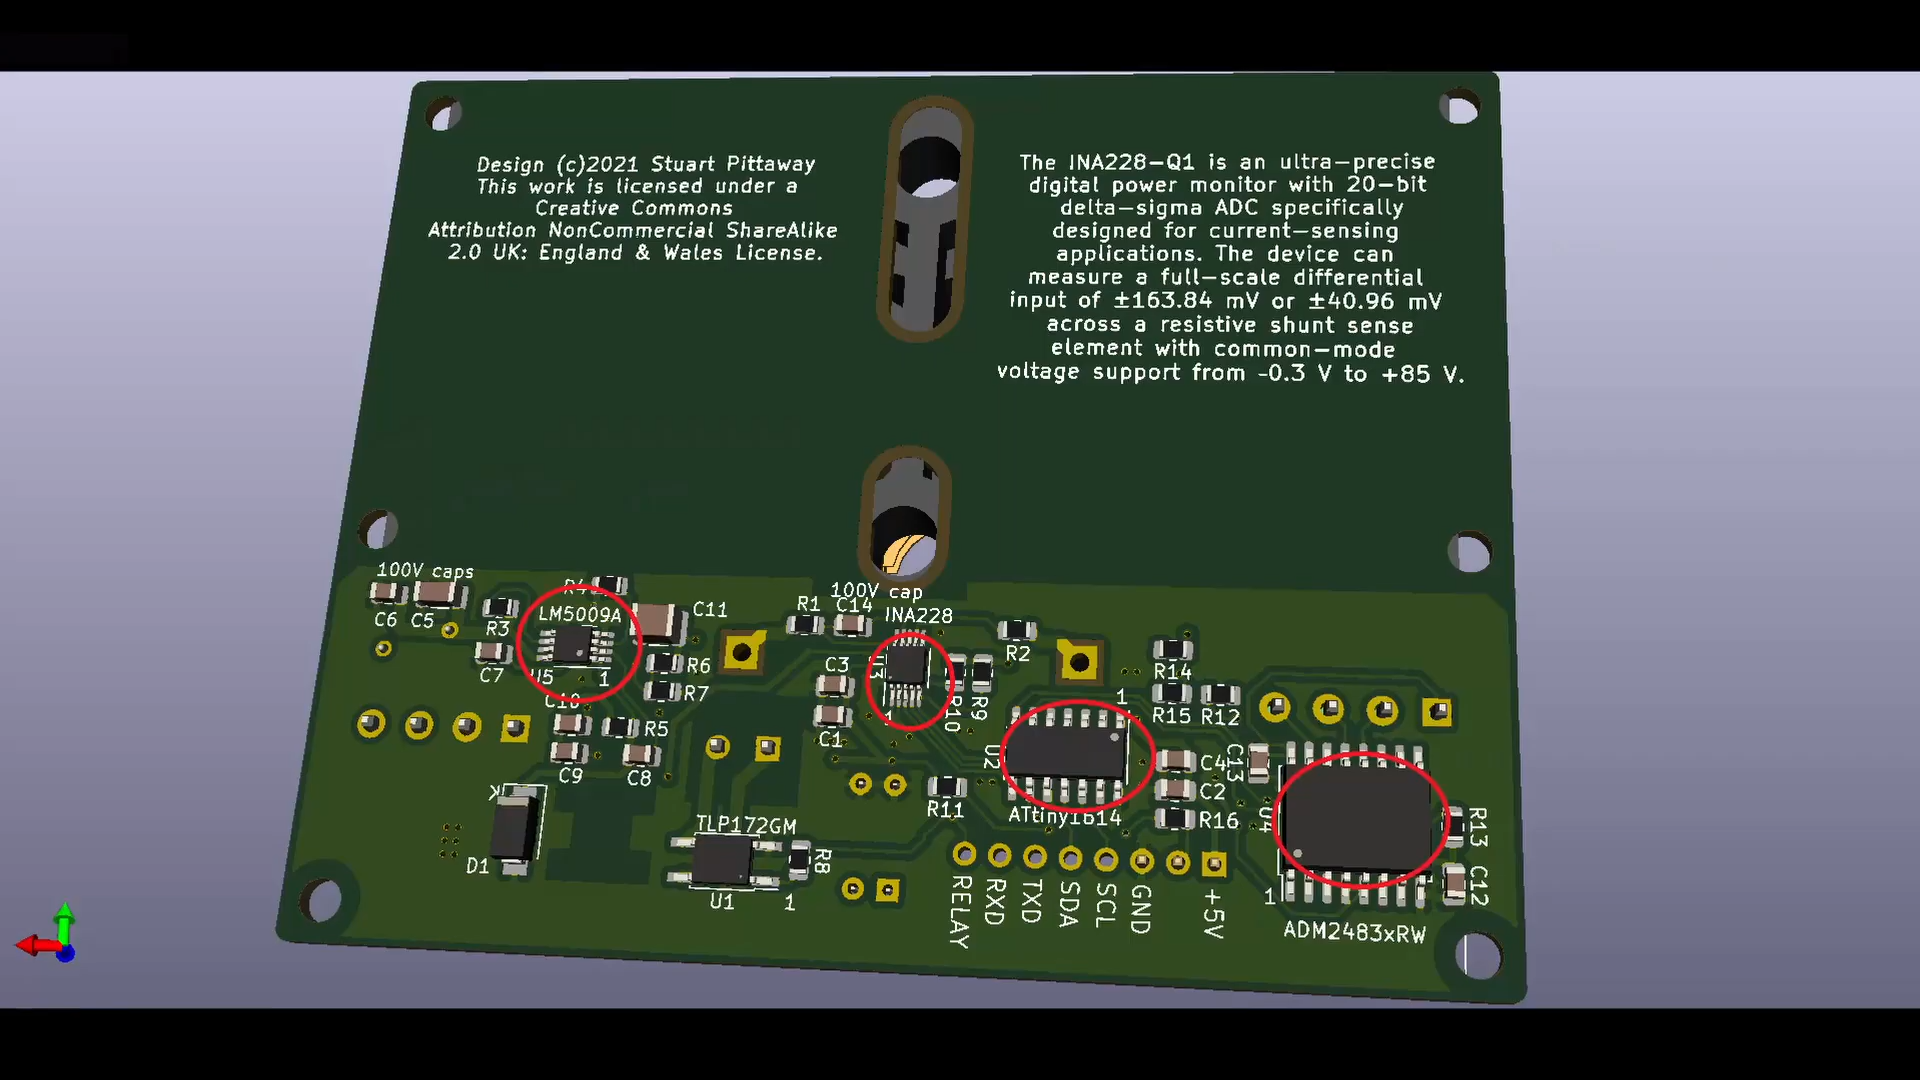 Design (c)2021 Stuart Pittaway
This work is licensed under a
Creative Commons
Attribution NonCommercial ShareAlike
2.0 UK: England & Wales License.
The INA228-Q1 is an ultra-precise
digital power monitor with 20-bit
delta-sigma ADC specifically
designed for current-sensing
applications. The device can
measure a full-scale differential
input of ±163.84 mV or ±40.96 mV
across a resistive shunt sense
element with common-mode
voltage support from -0.3 V to +85 V.
100V caps
C6
C5
R3
C7
R4
LM5009A
U5
1
C11
R6
R7
C10
R5
C9
C8
K
D1
100V cap
R1
C14
INA228
U3
1
C3
C1
R10
R9
R2
TLP172GM
U1
1
R8
R11
U2
1
ATtiny1614
R14
R15
R12
C4
C2
R16
C13
U4
1
R13
C12
ADM2483xRW
RELAY
RXD
TXD
SDA
SCL
GND
+5V